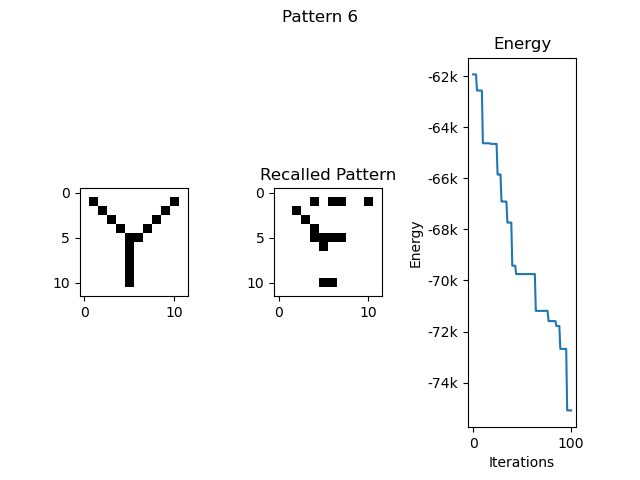 Pattern 6
Energy
Recalled Pattern
0
5
10
0 10
0
5
10
0 10
-62k
-64k
-66k
-68k
-70k
-72k
-74k
Energy
0 100
Iterations